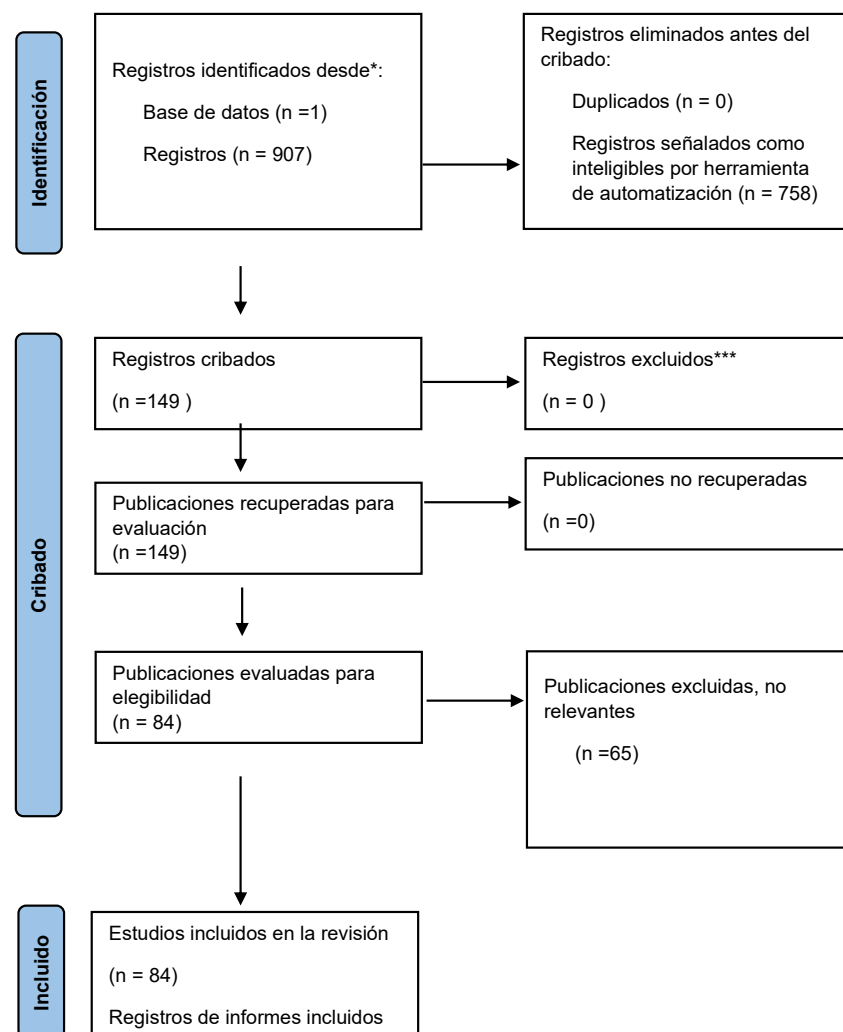 Identificación
Registros identificados desde*:
Base de datos (n =1)
Registros (n = 907)
Registros eliminados antes del
cribado:
Duplicados (n = 0)
Registros señalados como
inteligibles por herramienta
de automatización (n = 758)
Cribado
Registros cribados
(n =149 )
Registros excluidos***
(n = 0 )
Publicaciones recuperadas para
evaluación
(n =149)
Publicaciones no recuperadas
(n =0)
Publicaciones evaluadas para
elegibilidad
(n = 84)
Publicaciones excluidas, no
relevantes
(n =65)
Incluido
Estudios incluidos en la revisión
(n = 84)
Registros de informes incluidos